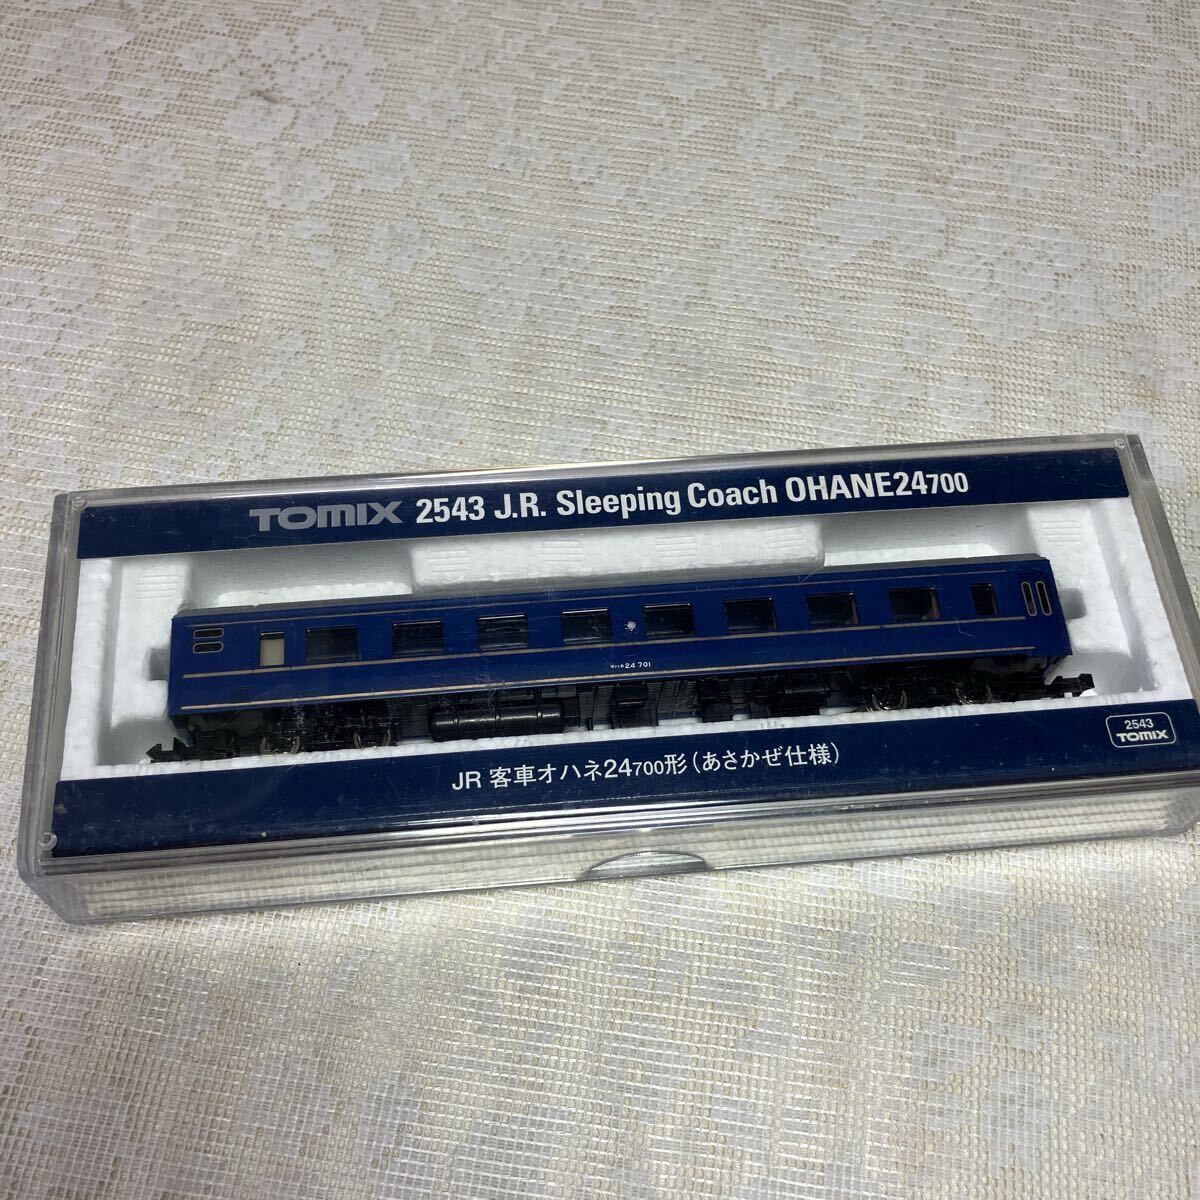 TOMIX 2543 J.R. Sleeping Coach OHANE24700
オハネ24 701
2543
TOMIX
JR 客車オハネ24700形(あさかぜ仕様)